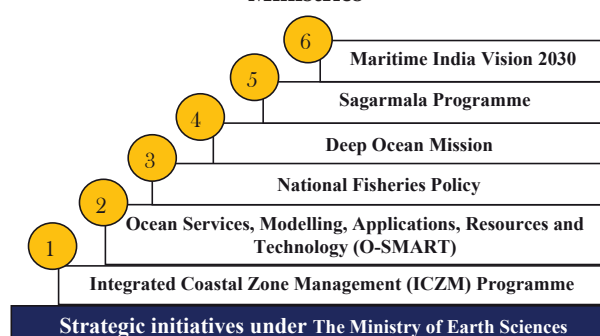 Ministries
6
Maritime India Vision 2030
5
Sagarmala Programme
4
Deep Ocean Mission
3
National Fisheries Policy
2
Ocean Services, Modelling, Applications, Resources and
Technology (O-SMART)
1
Integrated Coastal Zone Management (ICZM) Programme
Strategic initiatives under The Ministry of Earth Sciences